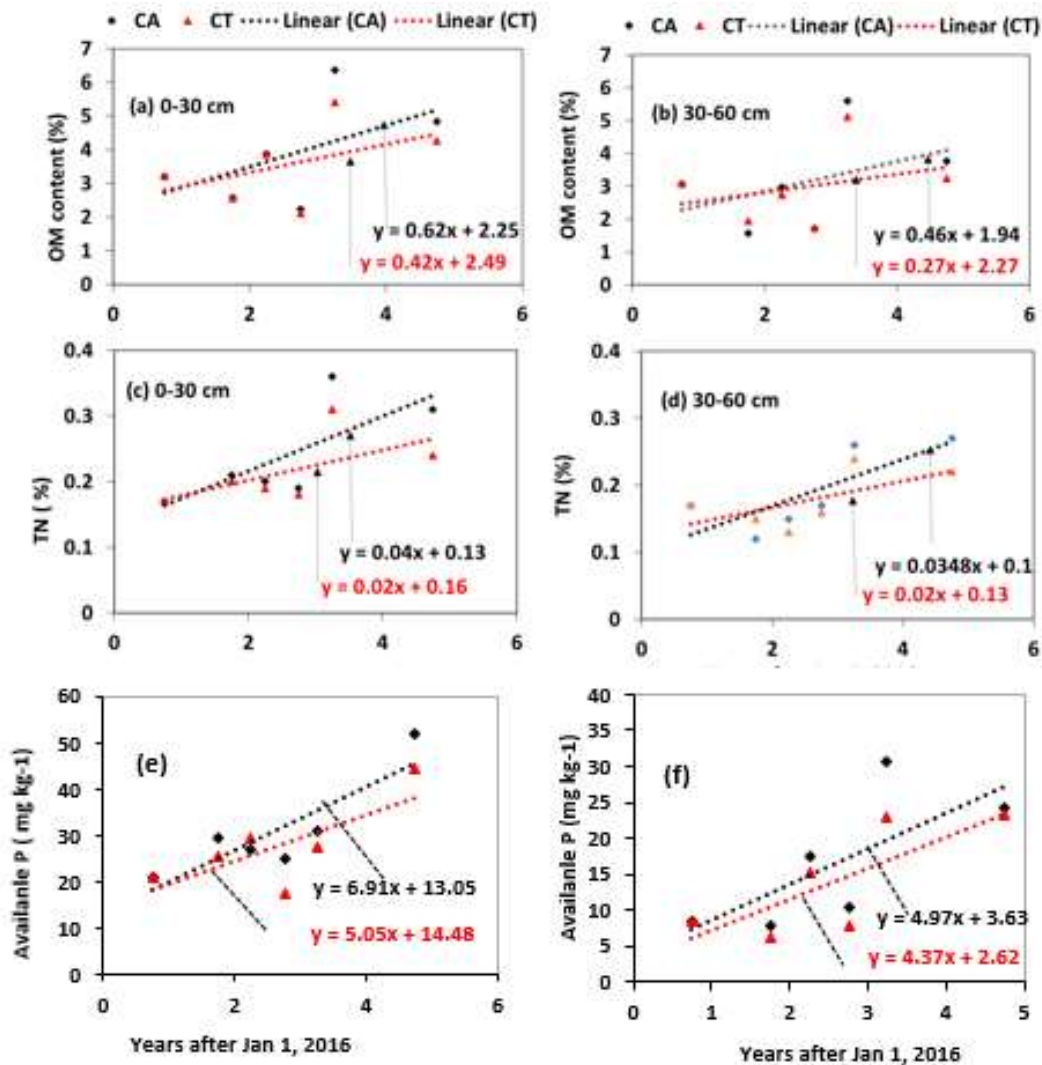 CA CT Linear (CA) Linear (CT)
CA CT Linear (CA) Linear (CT)
OM content (%)
7
6
5
4
3
2
1
0
(a) 0-30 cm
y = 0.62x + 2.25
y = 0.42x + 2.49
0 2 4 6
OM content (%)
7
6
5
4
3
2
1
0
(b) 30-60 cm
y = 0.46x + 1.94
y = 0.27x + 2.27
0 2 4 6
TN ( %)
0.4
0.3
0.2
0.1
0
(c) 0-30 cm
y = 0.04x + 0.13
y = 0.02x + 0.16
0 2 4 6
TN (%)
0.4
0.3
0.2
0.1
0
(d) 30-60 cm
y = 0.0348x + 0.1
y = 0.02x + 0.13
0 2 4 6
Availanle P ( mg kg-1)
60
50
40
30
20
10
0
(e)
y = 6.91x + 13.05
y = 5.05x + 14.48
0 2 4 6
Years after Jan 1, 2016
Availanle P (mg kg-1)
40
35
30
25
20
15
10
5
0
(f)
y = 4.97x + 3.63
y = 4.37x + 2.62
0 1 2 3 4 5
Years after Jan 1, 2016